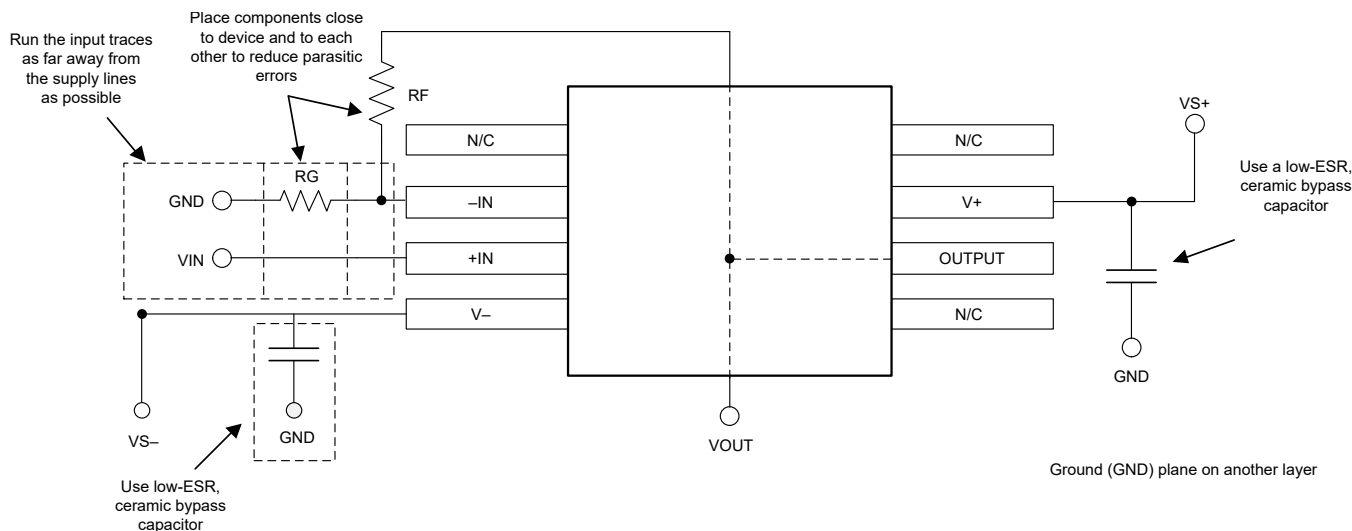 Place components close
to device and to each
other to reduce parasitic
errors
Run the input traces
as far away from
the supply lines
as possible
RF
VS+
N/C
N/C
Use a low-ESR,
ceramic bypass
capacitor
RG
GND
–IN
V+
VIN
+IN
OUTPUT
V–
N/C
GND
VS–
GND
VOUT
Ground (GND) plane on another layer
Use low-ESR,
ceramic bypass
capacitor